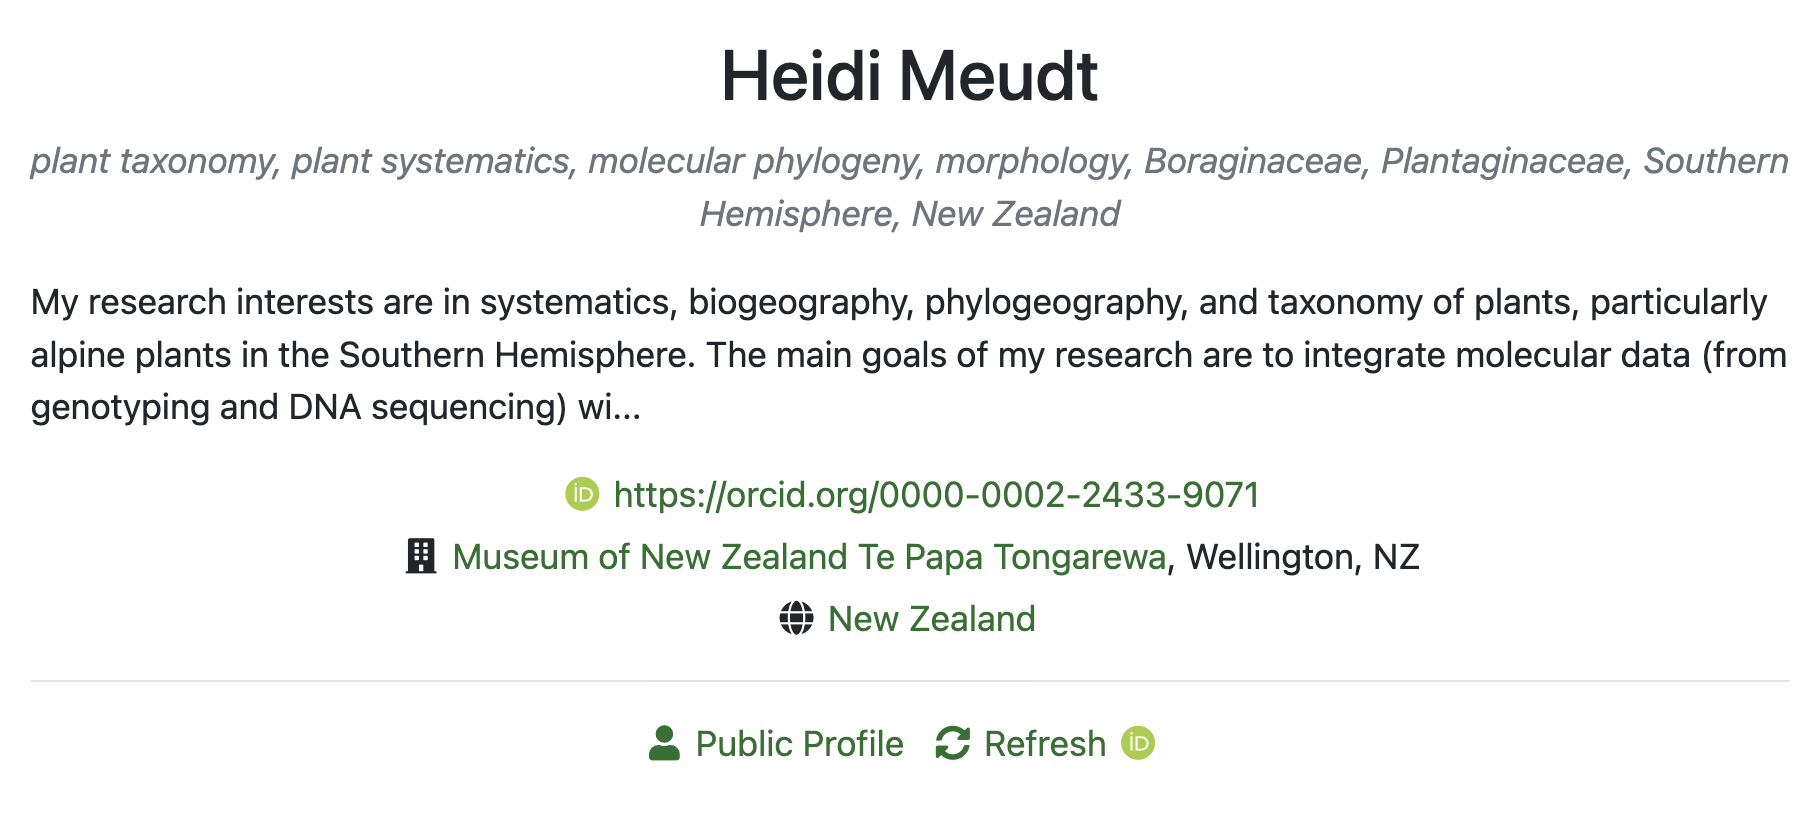 Heidi Meudt
plant taxonomy, plant systematics, molecular phylogeny, morphology, Boraginaceae, Plantaginaceae, Southern
Hemisphere, New Zealand
My research interests are in systematics, biogeography, phylogeography, and taxonomy of plants, particularly
alpine plants in the Southern Hemisphere. The main goals of my research are to integrate molecular data (from
genotyping and DNA sequencing) wi...
iD https://orcid.org/0000-0002-2433-9071
Museum of New Zealand Te Papa Tongarewa, Wellington, NZ
New Zealand
Public Profile Refresh iD